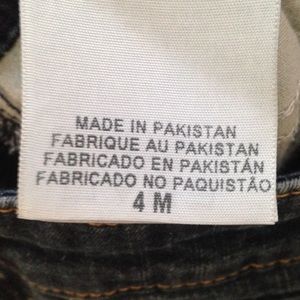 MADE IN PAKISTAN
FABRIQUE AU PAKISTAN
FABRICADO EN PAKISTÁN
FABRICADO NO PAQUISTÃO
4 M